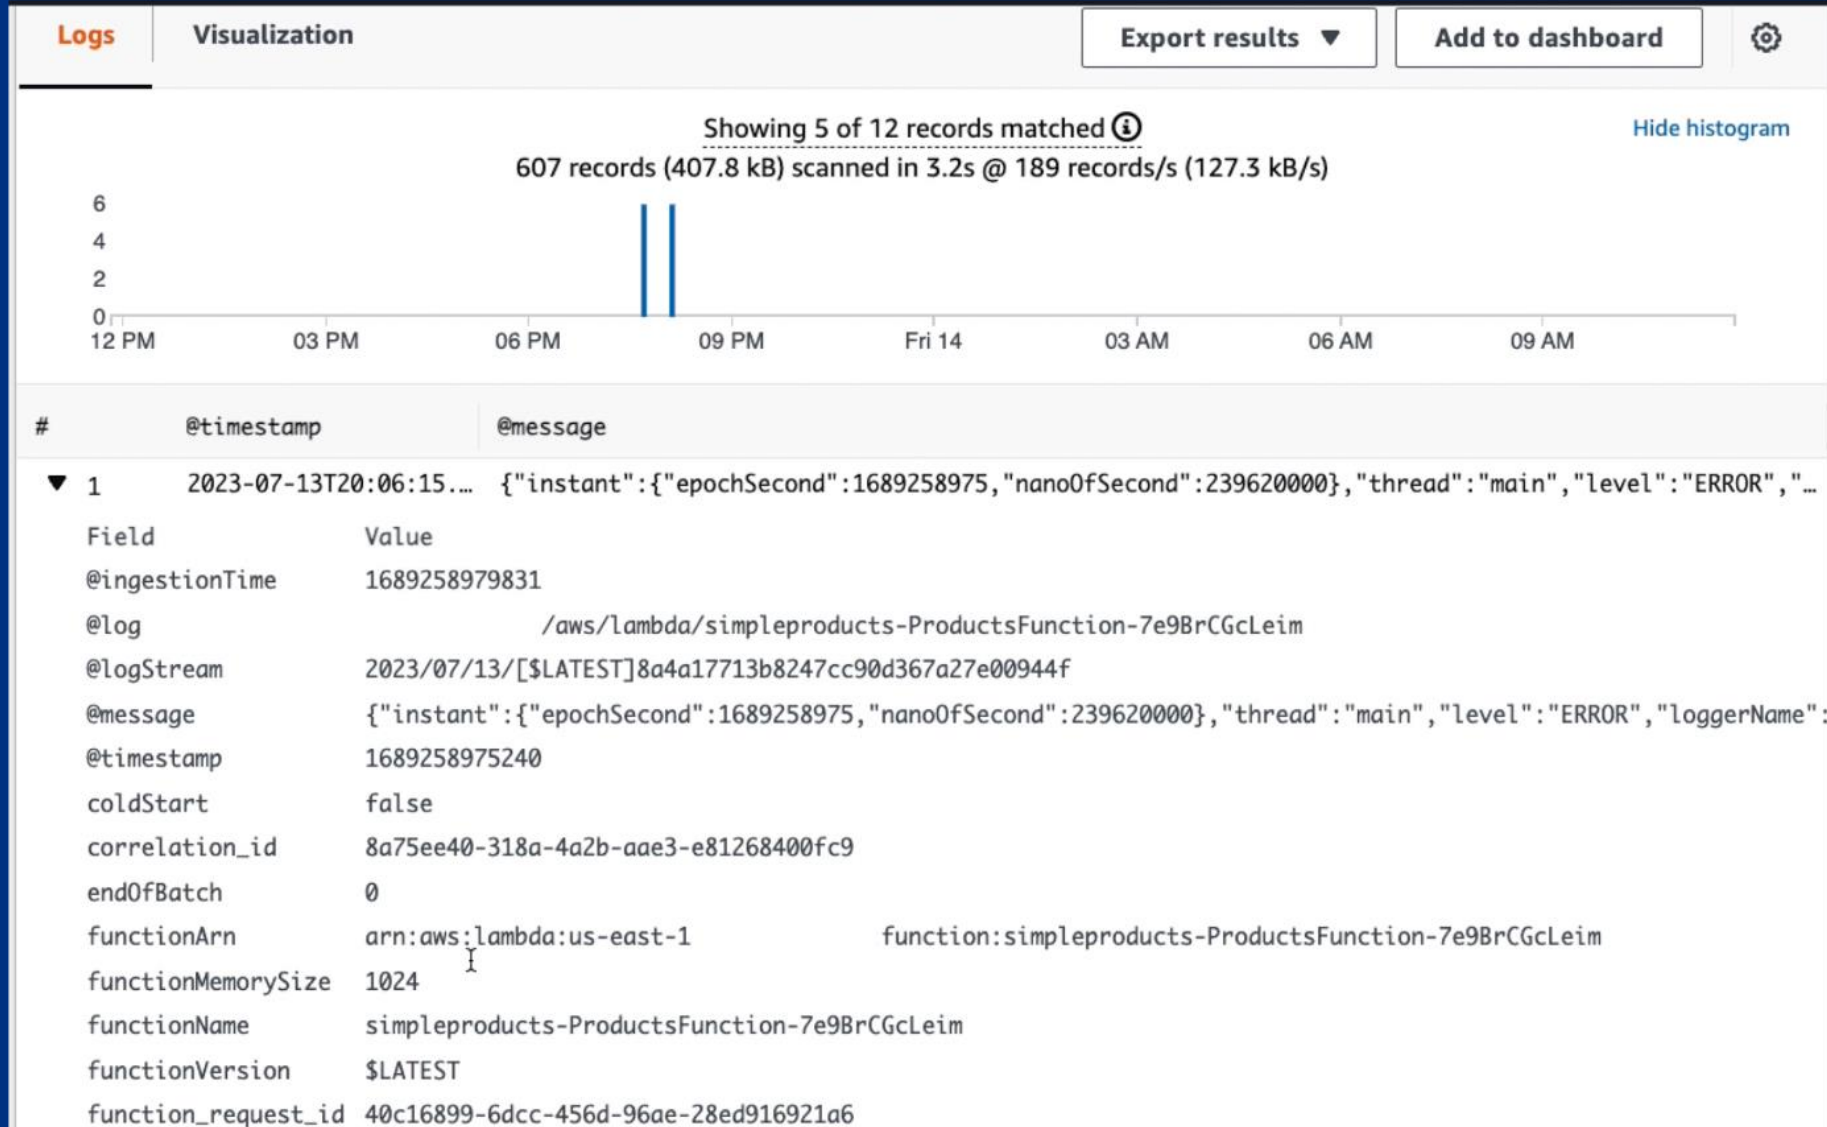 Logs Visualization Export results ▼ Add to dashboard
Showing 5 of 12 records matched
Hide histogram
607 records (407.8 kB) scanned in 3.2s @ 189 records/s (127.3 kB/s)
6
4
2
0
12 PM 03 PM 06 PM 09 PM Fri 14 03 AM 06 AM 09 AM
# @timestamp @message
▼ 1 2023-07-13T20:06:15.… {"instant":{"epochSecond":1689258975,"nanoOfSecond":239620000},"thread":"main","level":"ERROR","…
Field Value
@ingestionTime 1689258979831
@log /aws/lambda/simpleproducts-ProductsFunction-7e9BrCGcLeim
@logStream 2023/07/13/[$LATEST]8a4a17713b8247cc90d367a27e00944f
@message {"instant":{"epochSecond":1689258975,"nanoOfSecond":239620000},"thread":"main","level":"ERROR","loggerName":
@timestamp 1689258975240
coldStart false
correlation_id 8a75ee40-318a-4a2b-aae3-e81268400fc9
endOfBatch 0
functionArn arn:aws:lambda:us-east-1 function:simpleproducts-ProductsFunction-7e9BrCGcLeim
functionMemorySize 1024
functionName simpleproducts-ProductsFunction-7e9BrCGcLeim
functionVersion $LATEST
function_request_id 40c16899-6dcc-456d-96ae-28ed916921a6